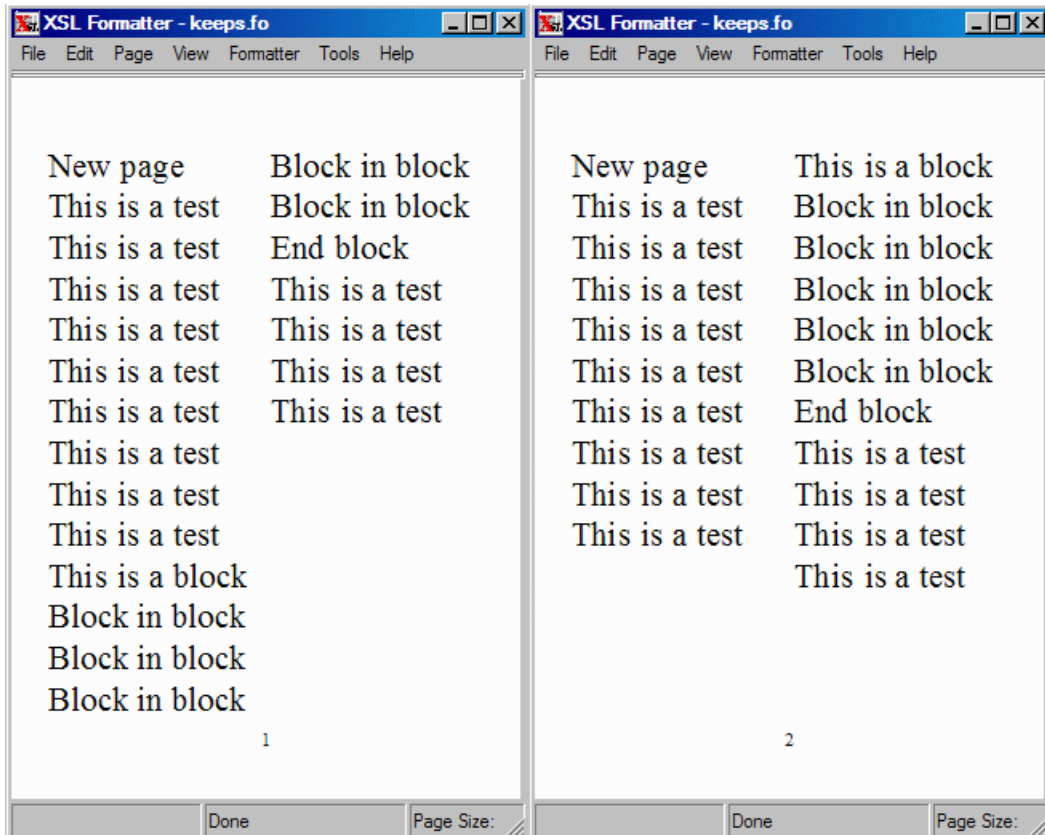 XSL Formatter - keeps.fo
File Edit Page View Formatter Tools Help
New page
This is a test
This is a test
This is a test
This is a test
This is a test
This is a test
This is a test
This is a test
This is a test
This is a block
Block in block
Block in block
Block in block
Block in block
Block in block
End block
This is a test
This is a test
This is a test
This is a test
1
Done
Page Size:
XSL Formatter - keeps.fo
File Edit Page View Formatter Tools Help
New page
This is a test
This is a test
This is a test
This is a test
This is a test
This is a test
This is a test
This is a test
This is a test
This is a block
Block in block
Block in block
Block in block
Block in block
Block in block
End block
This is a test
This is a test
This is a test
This is a test
2
Done
Page Size: